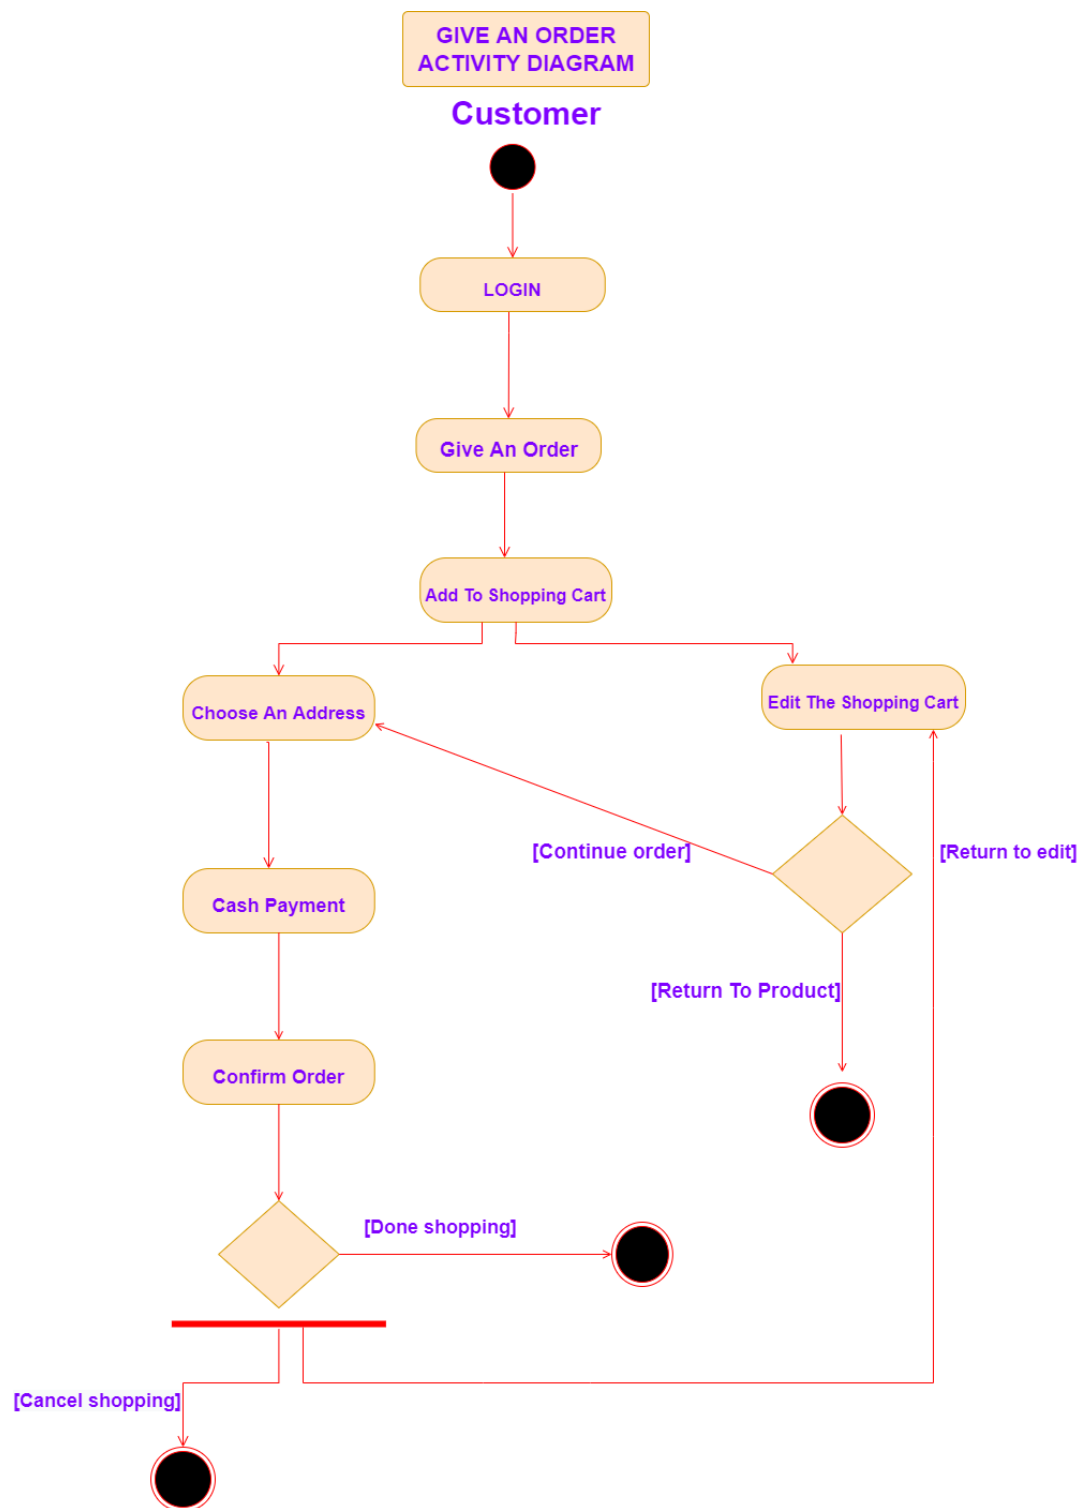 GIVE AN ORDER
ACTIVITY DIAGRAM
Customer
LOGIN
Give An Order
Add To Shopping Cart
Choose An Address
Edit The Shopping Cart
[Continue order]
[Return to edit]
Cash Payment
[Return To Product]
Confirm Order
[Done shopping]
[Cancel shopping]